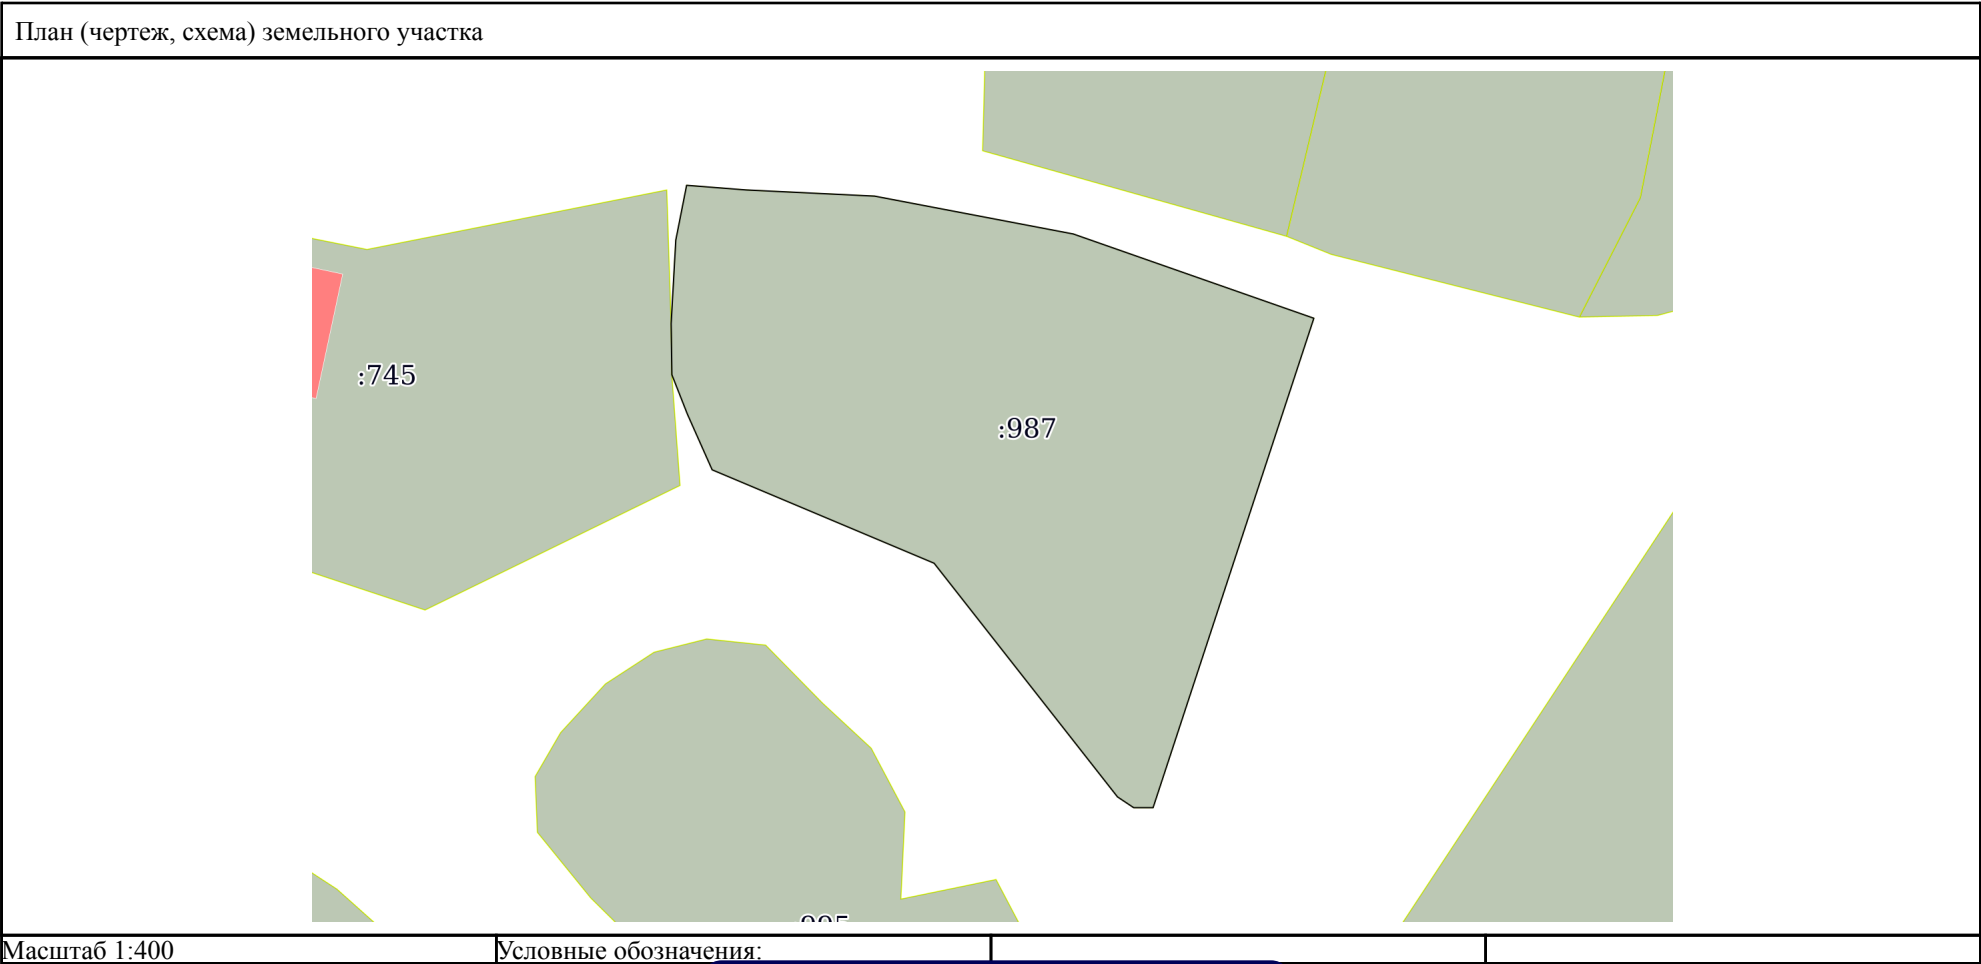 План (чертеж, схема) земельного участка
:745
:987
Масштаб 1:400
Условные обозначения: